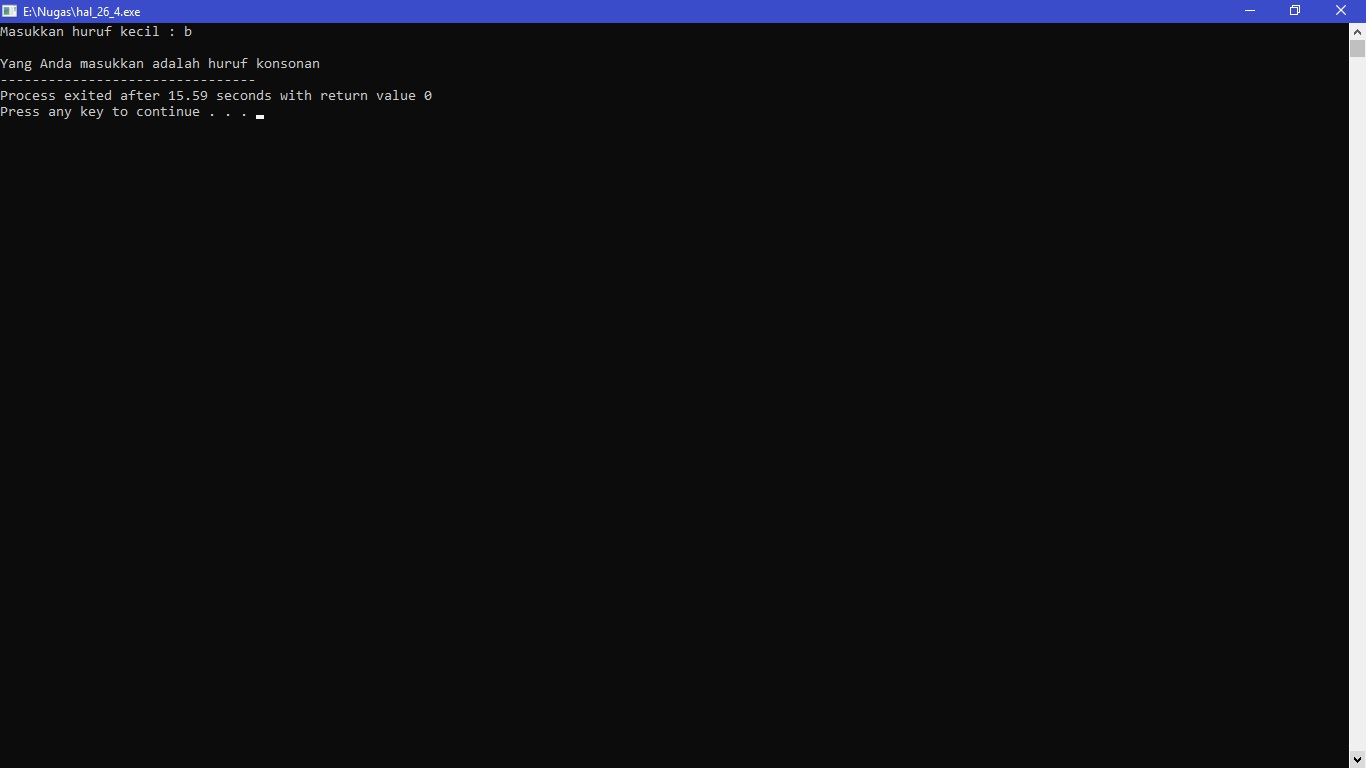 E:\Nugas\hal_26_4.exe
Masukkan huruf kecil : b
Yang Anda masukkan adalah huruf konsonan
--------------------------------
Process exited after 15.59 seconds with return value 0
Press any key to continue . . .